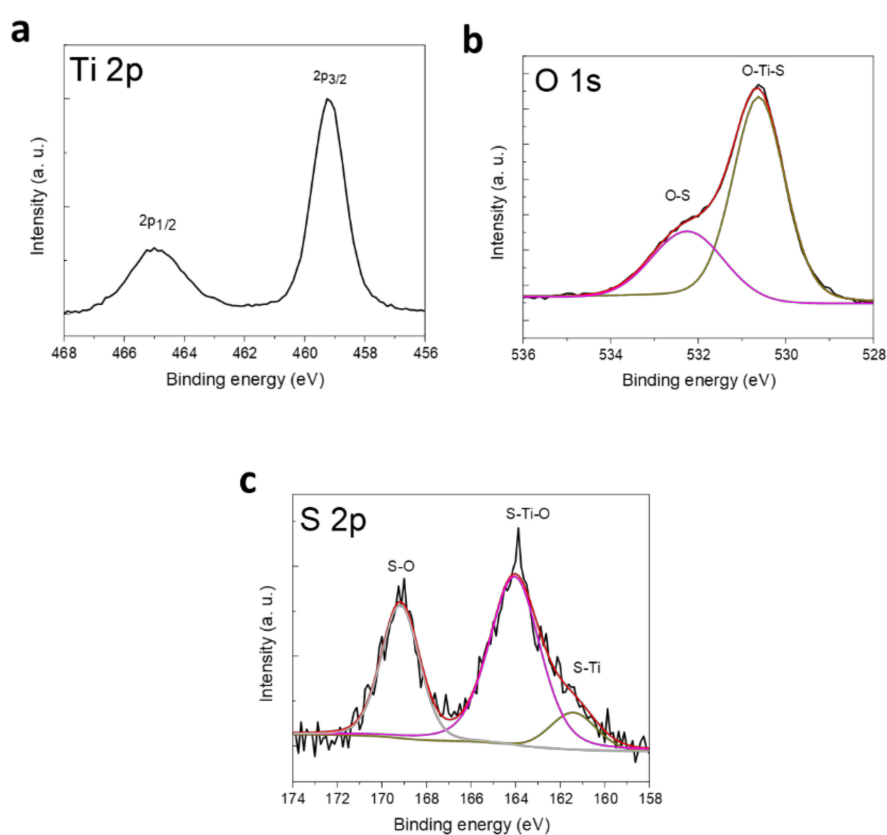 a
Ti 2p
2p3/2
2p1/2
Intensity (a. u.)
468 466 464 462 460 458 456
Binding energy (eV)
b
O 1s
O-Ti-S
O-S
Intensity (a. u.)
536 534 532 530 528
Binding energy (eV)
c
S 2p
S-Ti-O
S-O
S-Ti
Intensity (a. u.)
174 172 170 168 166 164 162 160 158
Binding energy (eV)